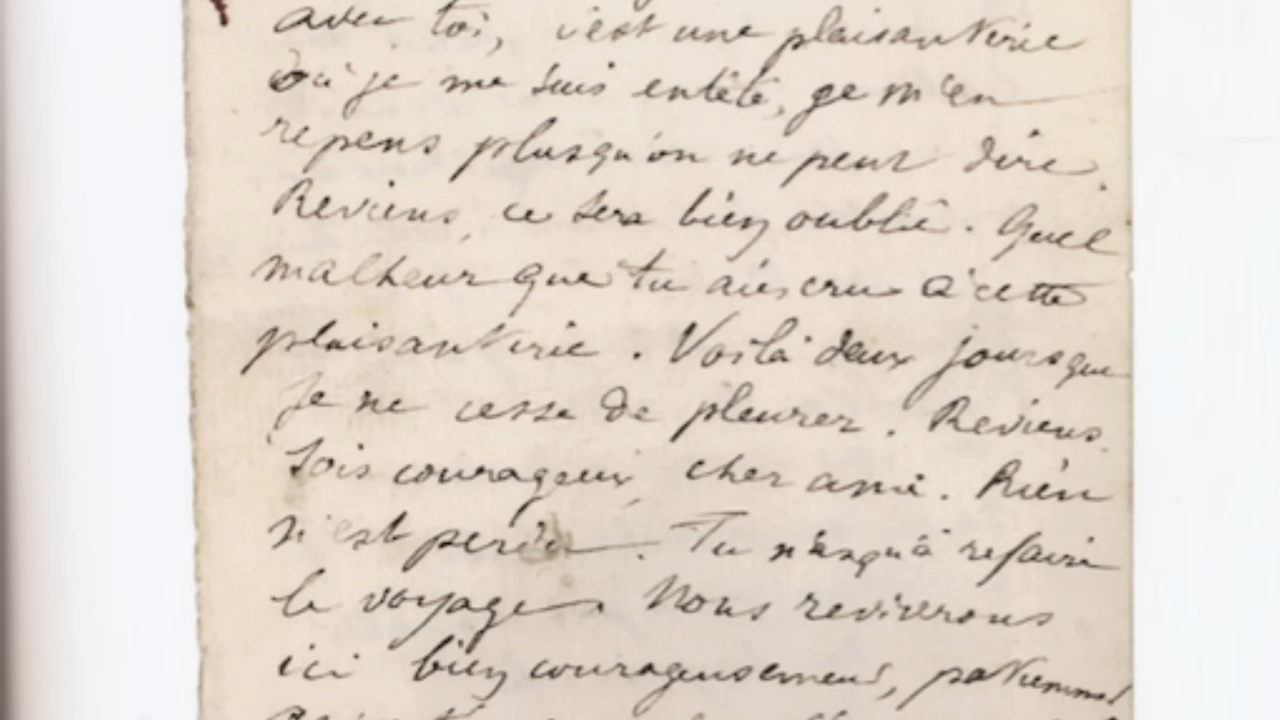 avec toi, c'est une plaisanterie
où je me suis entêté, je m'en
repens plus qu'on ne peut dire.
Reviens, ce sera bien oublié. Quel
malheur que tu aies cru à cette
plaisanterie. Voilà deux jours que
je ne cesse de pleurer. Reviens.
Sois courageux, cher ami. Rien
n'est perdu. Tu n'as qu'à refaire
le voyage. Nous revivrons
ici bien courageusement, patiemment